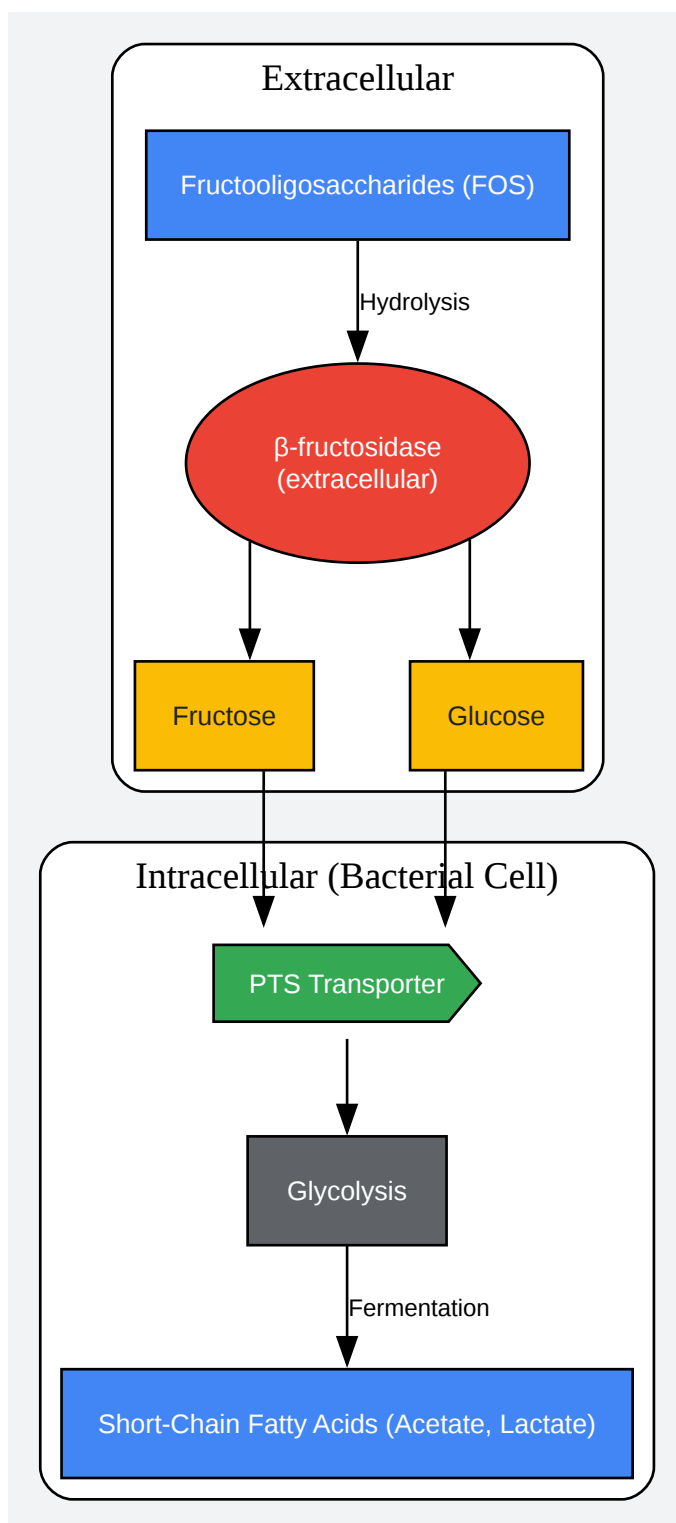 Extracellular
Fructooligosaccharides (FOS)
Hydrolysis
β-fructosidase
(extracellular)
Fructose
Glucose
Intracellular (Bacterial Cell)
PTS Transporter
Glycolysis
Fermentation
Short-Chain Fatty Acids (Acetate, Lactate)